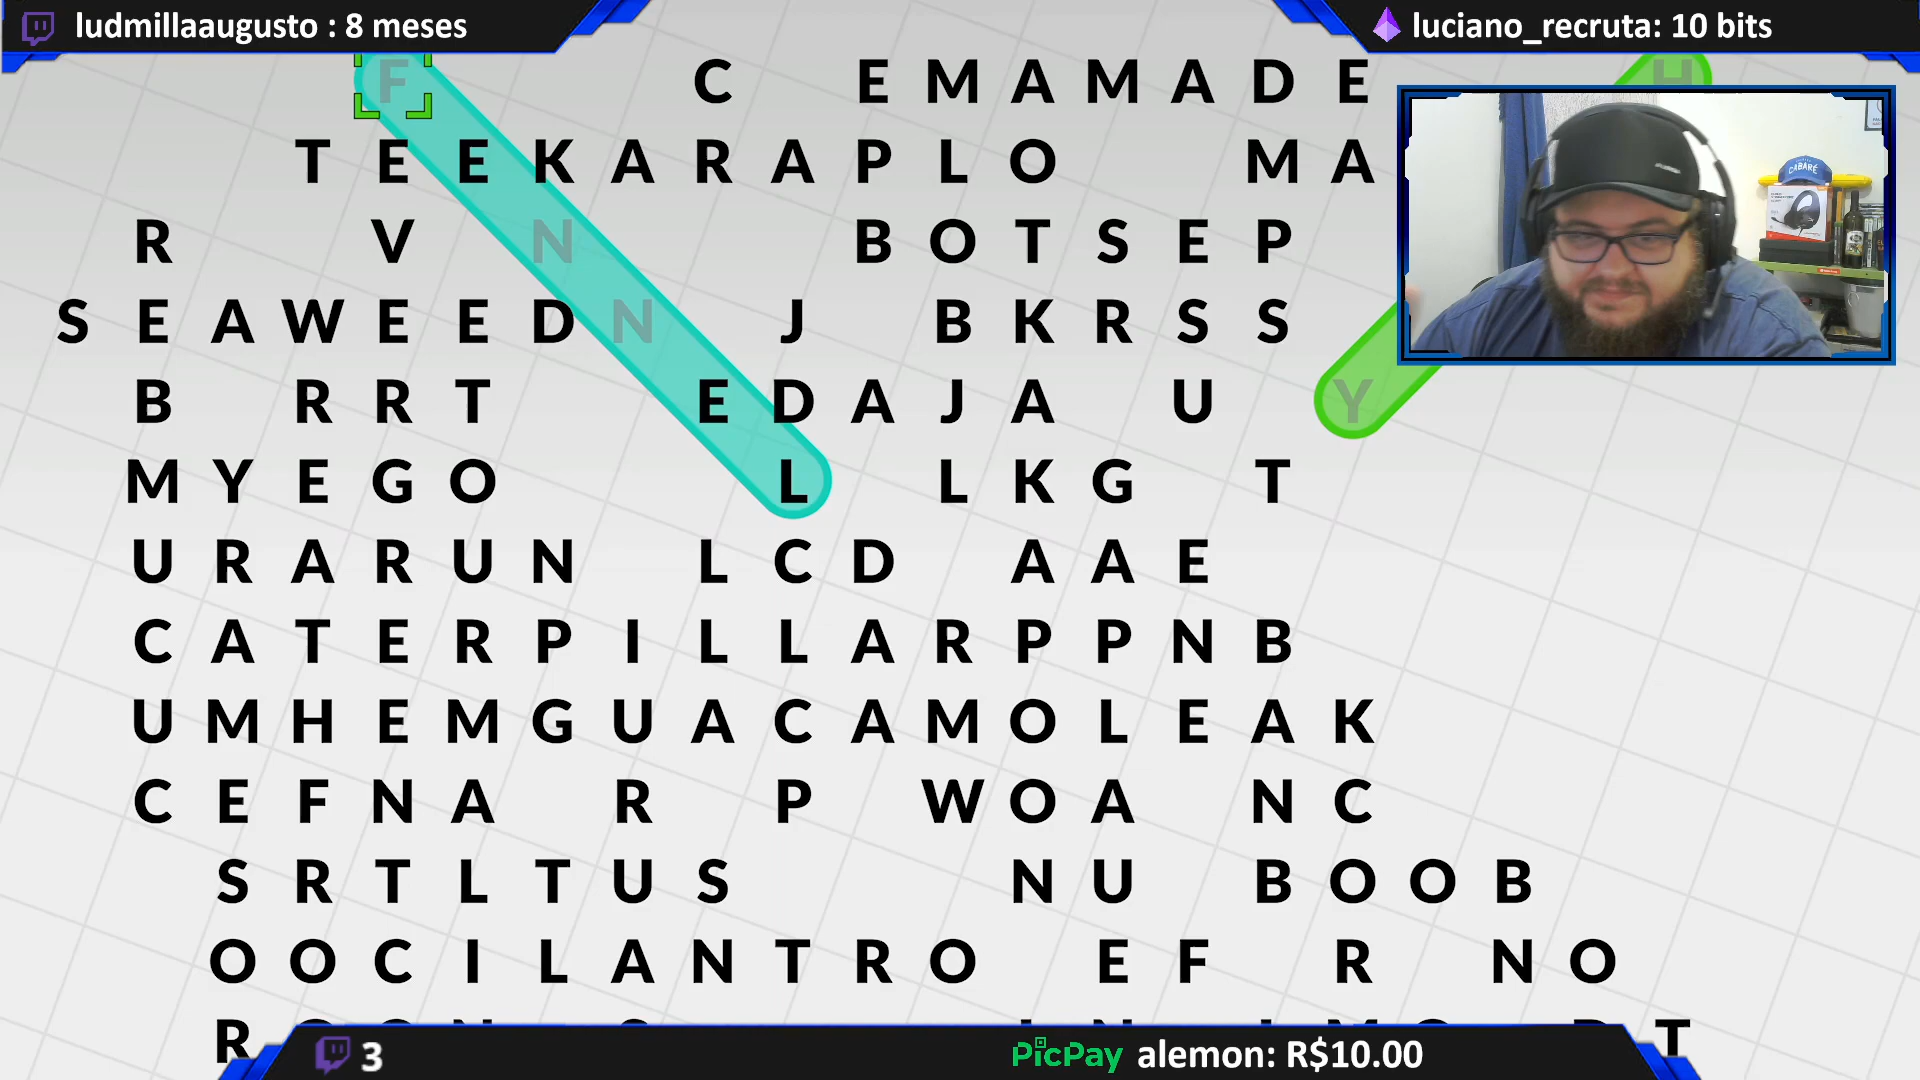 ludmillaaugusto : 8 meses
luciano_recruta: 10 bits
F C E M A M A D E H
T E E K A R A P L O M A
CABARÉ
R V N B O T S E P
S E A W E E D N J B K R S S
B R R T E D A J A U Y
M Y E G O L L K G T
U R A R U N L C D A A E
C A T E R P I L L A R P P N B
U M H E M G U A C A M O L E A K
C E F N A R P W O A N C
S R T L T U S N U B O O B
O O C I L A N T R O E F R N O
R T
3
PicPay alemon: R$10.00